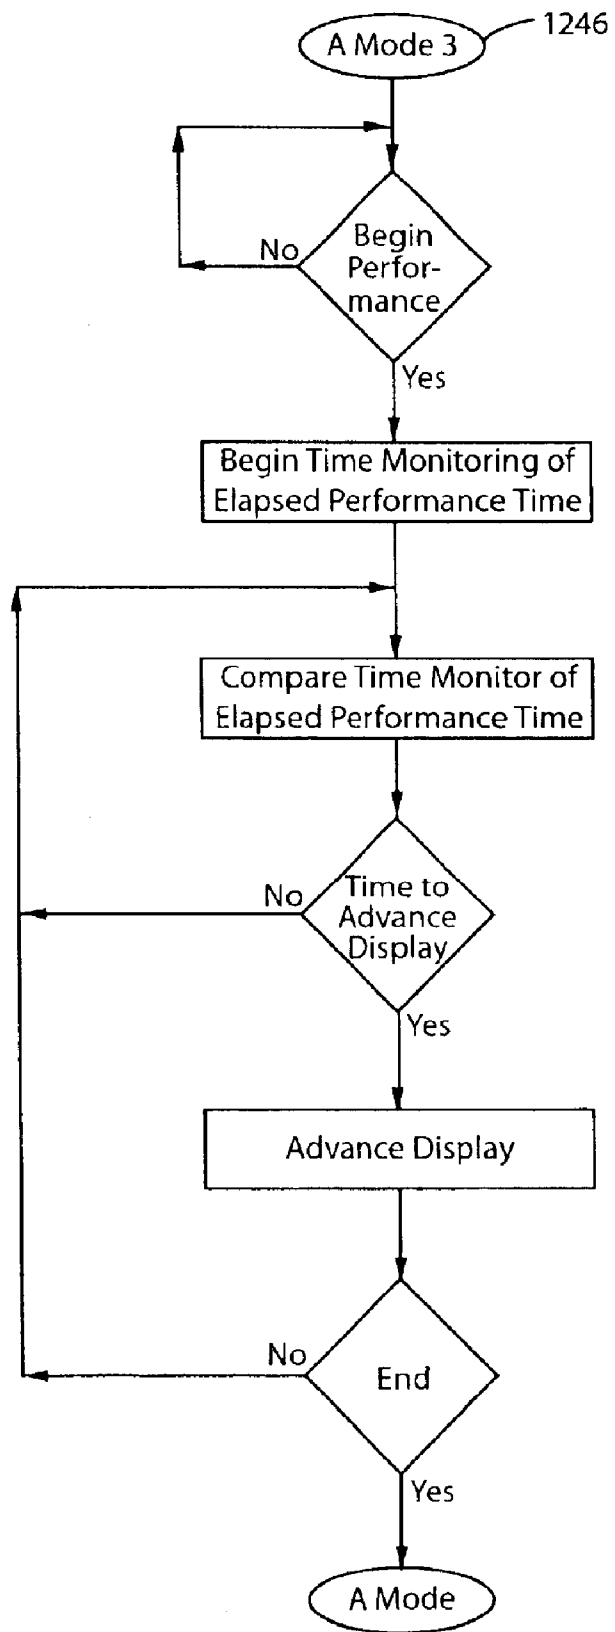 A Mode 3
1246
Begin
Perfor-
mance
No
Yes
Begin Time Monitoring of
Elapsed Performance Time
Compare Time Monitor of
Elapsed Performance Time
Time to
Advance
Display
No
Yes
Advance Display
End
No
Yes
A Mode